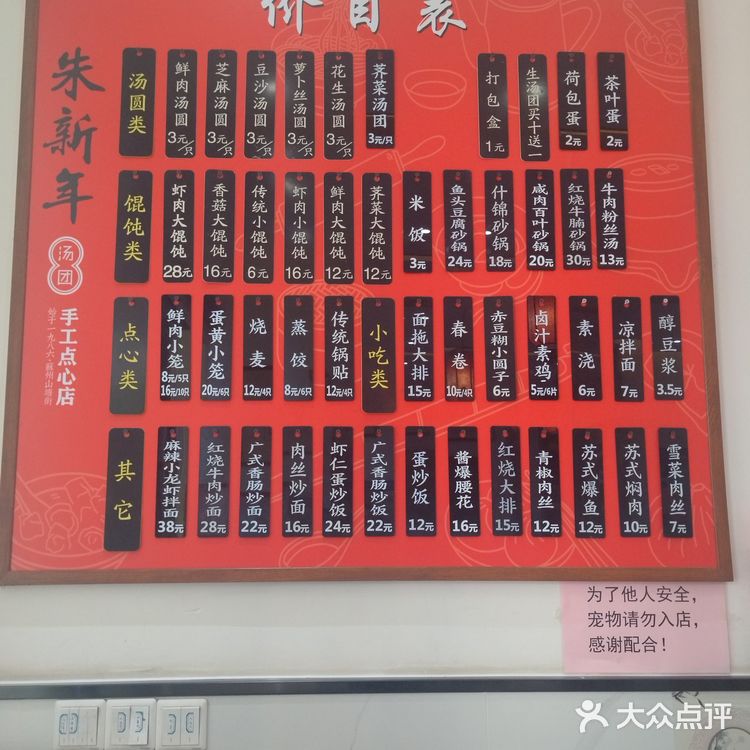 价目表
朱新年
汤团
手工点心店
始于一九八六·苏州山塘街
汤圆类
鲜肉汤圆 3元/只
芝麻汤圆 3元/只
豆沙汤圆 3元/只
萝卜丝汤圆 3元/只
花生汤圆 3元/只
荠菜汤团 3元/只
打包盒 1元
生汤团买十送一
荷包蛋 2元
茶叶蛋 2元
馄饨类
虾肉大馄饨 28元
香菇大馄饨 16元
传统小馄饨 6元
虾肉小馄饨 16元
鲜肉大馄饨 12元
荠菜大馄饨 12元
米饭 3元
鱼头豆腐砂锅 24元
什锦砂锅 18元
咸肉百叶砂锅 20元
红烧牛腩砂锅 30元
牛肉粉丝汤 13元
点心类
鲜肉小笼 8元/5只 16元/10只
蛋黄小笼 20元/6只
烧麦 12元/4只
蒸饺 8元/6只
传统锅贴 12元/4只
小吃类
面拖大排 15元
春卷 10元/4只
赤豆糊小圆子 6元
卤汁素鸡 5元/6片
素浇 6元
凉拌面 7元
醇豆浆 3.5元
其它
麻辣小龙虾拌面 38元
红烧牛肉炒面 28元
广式香肠炒面 22元
肉丝炒面 16元
虾仁蛋炒饭 24元
广式香肠炒饭 22元
蛋炒饭 12元
酱爆腰花 16元
红烧大排 15元
青椒肉丝 12元
苏式爆鱼 12元
苏式焖肉 10元
雪菜肉丝 7元
为了他人安全，
宠物请勿入店，
感谢配合！
大众点评